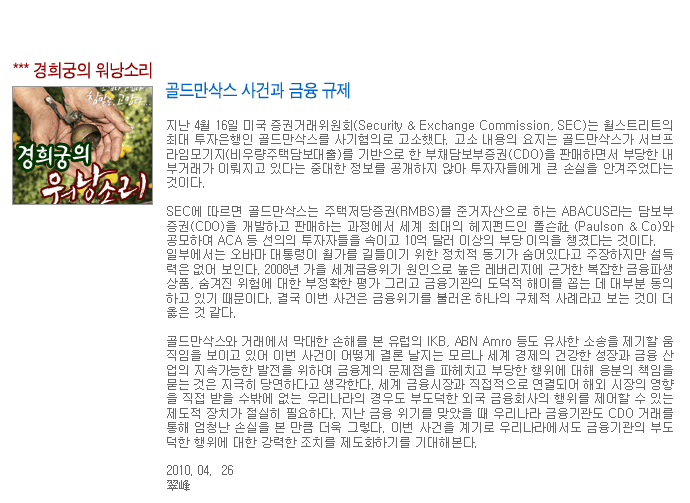 *** 경희궁의 워낭소리
경희궁의
워낭소리
골드만삭스 사건과 금융 규제
지난 4월 16일 미국 증권거래위원회(Security & Exchange Commission, SEC)는 월스트리트의
최대 투자은행인 골드만삭스를 사기혐의로 고소했다. 고소 내용의 요지는 골드만삭스가 서브프
라임모기지(비우량주택담보대출)를 기반으로 한 부채담보부증권(CDO)을 판매하면서 부당한 내
부거래가 이뤄지고 있다는 중대한 정보를 공개하지 않아 투자자들에게 큰 손실을 안겨주었다는
것이다.
SEC에 따르면 골드만삭스는 주택저당증권(RMBS)를 준거자산으로 하는 ABACUS라는 담보부
증권(CDO)을 개발하고 판매하는 과정에서 세계 최대의 헤지펀드인 폴슨社 (Paulson & Co)와
공모하여 ACA 등 선의의 투자자들을 속이고 10억 달러 이상의 부당 이익을 챙겼다는 것이다.
일부에서는 오바마 대통령이 월가를 길들이기 위한 정치적 동기가 숨어있다고 주장하지만 설득
력은 없어 보인다. 2008년 가을 세계금융위기 원인으로 높은 레버리지에 근거한 복잡한 금융파생
상품, 숨겨진 위험에 대한 부정확한 평가 그리고 금융기관의 도덕적 해이를 꼽는 데 대부분 동의
하고 있기 때문이다. 결국 이번 사건은 금융위기를 불러온 하나의 구체적 사례라고 보는 것이 더
옳은 것 같다.
골드만삭스와 거래에서 막대한 손해를 본 유럽의 IKB, ABN Amro 등도 유사한 소송을 제기할 움
직임을 보이고 있어 이번 사건이 어떻게 결론 날지는 모르나 세계 경제의 건강한 성장과 금융 산
업의 지속가능한 발전을 위하여 금융계의 문제점을 파헤치고 부당한 행위에 대해 응분의 책임을
묻는 것은 지극히 당연하다고 생각한다. 세계 금융시장과 직접적으로 연결되어 해외 시장의 영향
을 직접 받을 수밖에 없는 우리나라의 경우도 부도덕한 외국 금융회사의 행위를 제어할 수 있는
제도적 장치가 절실히 필요하다. 지난 금융 위기를 맞았을 때 우리나라 금융기관도 CDO 거래를
통해 엄청난 손실을 본 만큼 더욱 그렇다. 이번 사건을 계기로 우리나라에서도 금융기관의 부도
덕한 행위에 대한 강력한 조치를 제도화하기를 기대해본다.
2010. 04. 26
翠峰